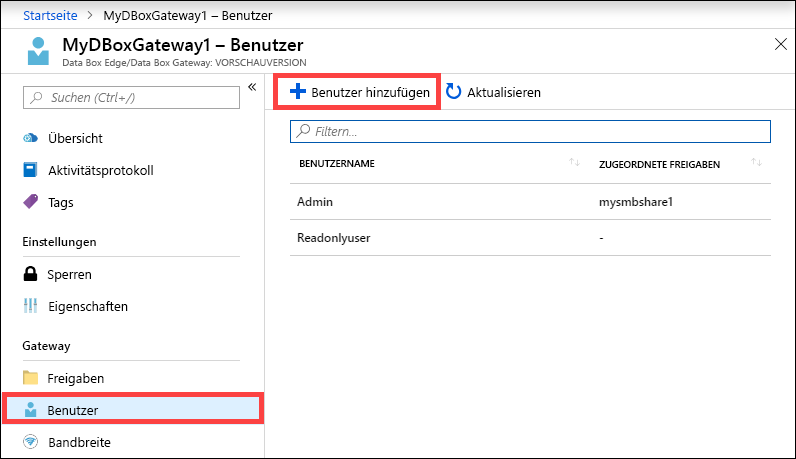 Startseite > MyDBoxGateway1 – Benutzer
MyDBoxGateway1 – Benutzer
Data Box Edge/Data Box Gateway: VORSCHAUVERSION
Suchen (Ctrl+/)
Übersicht
Aktivitätsprotokoll
Tags
Einstellungen
Sperren
Eigenschaften
Gateway
Freigaben
Benutzer
Bandbreite
Benutzer hinzufügen Aktualisieren
Filtern...
BENUTZERNAME ZUGEORDNETE FREIGABEN
Admin mysmbshare1
Readonlyuser -